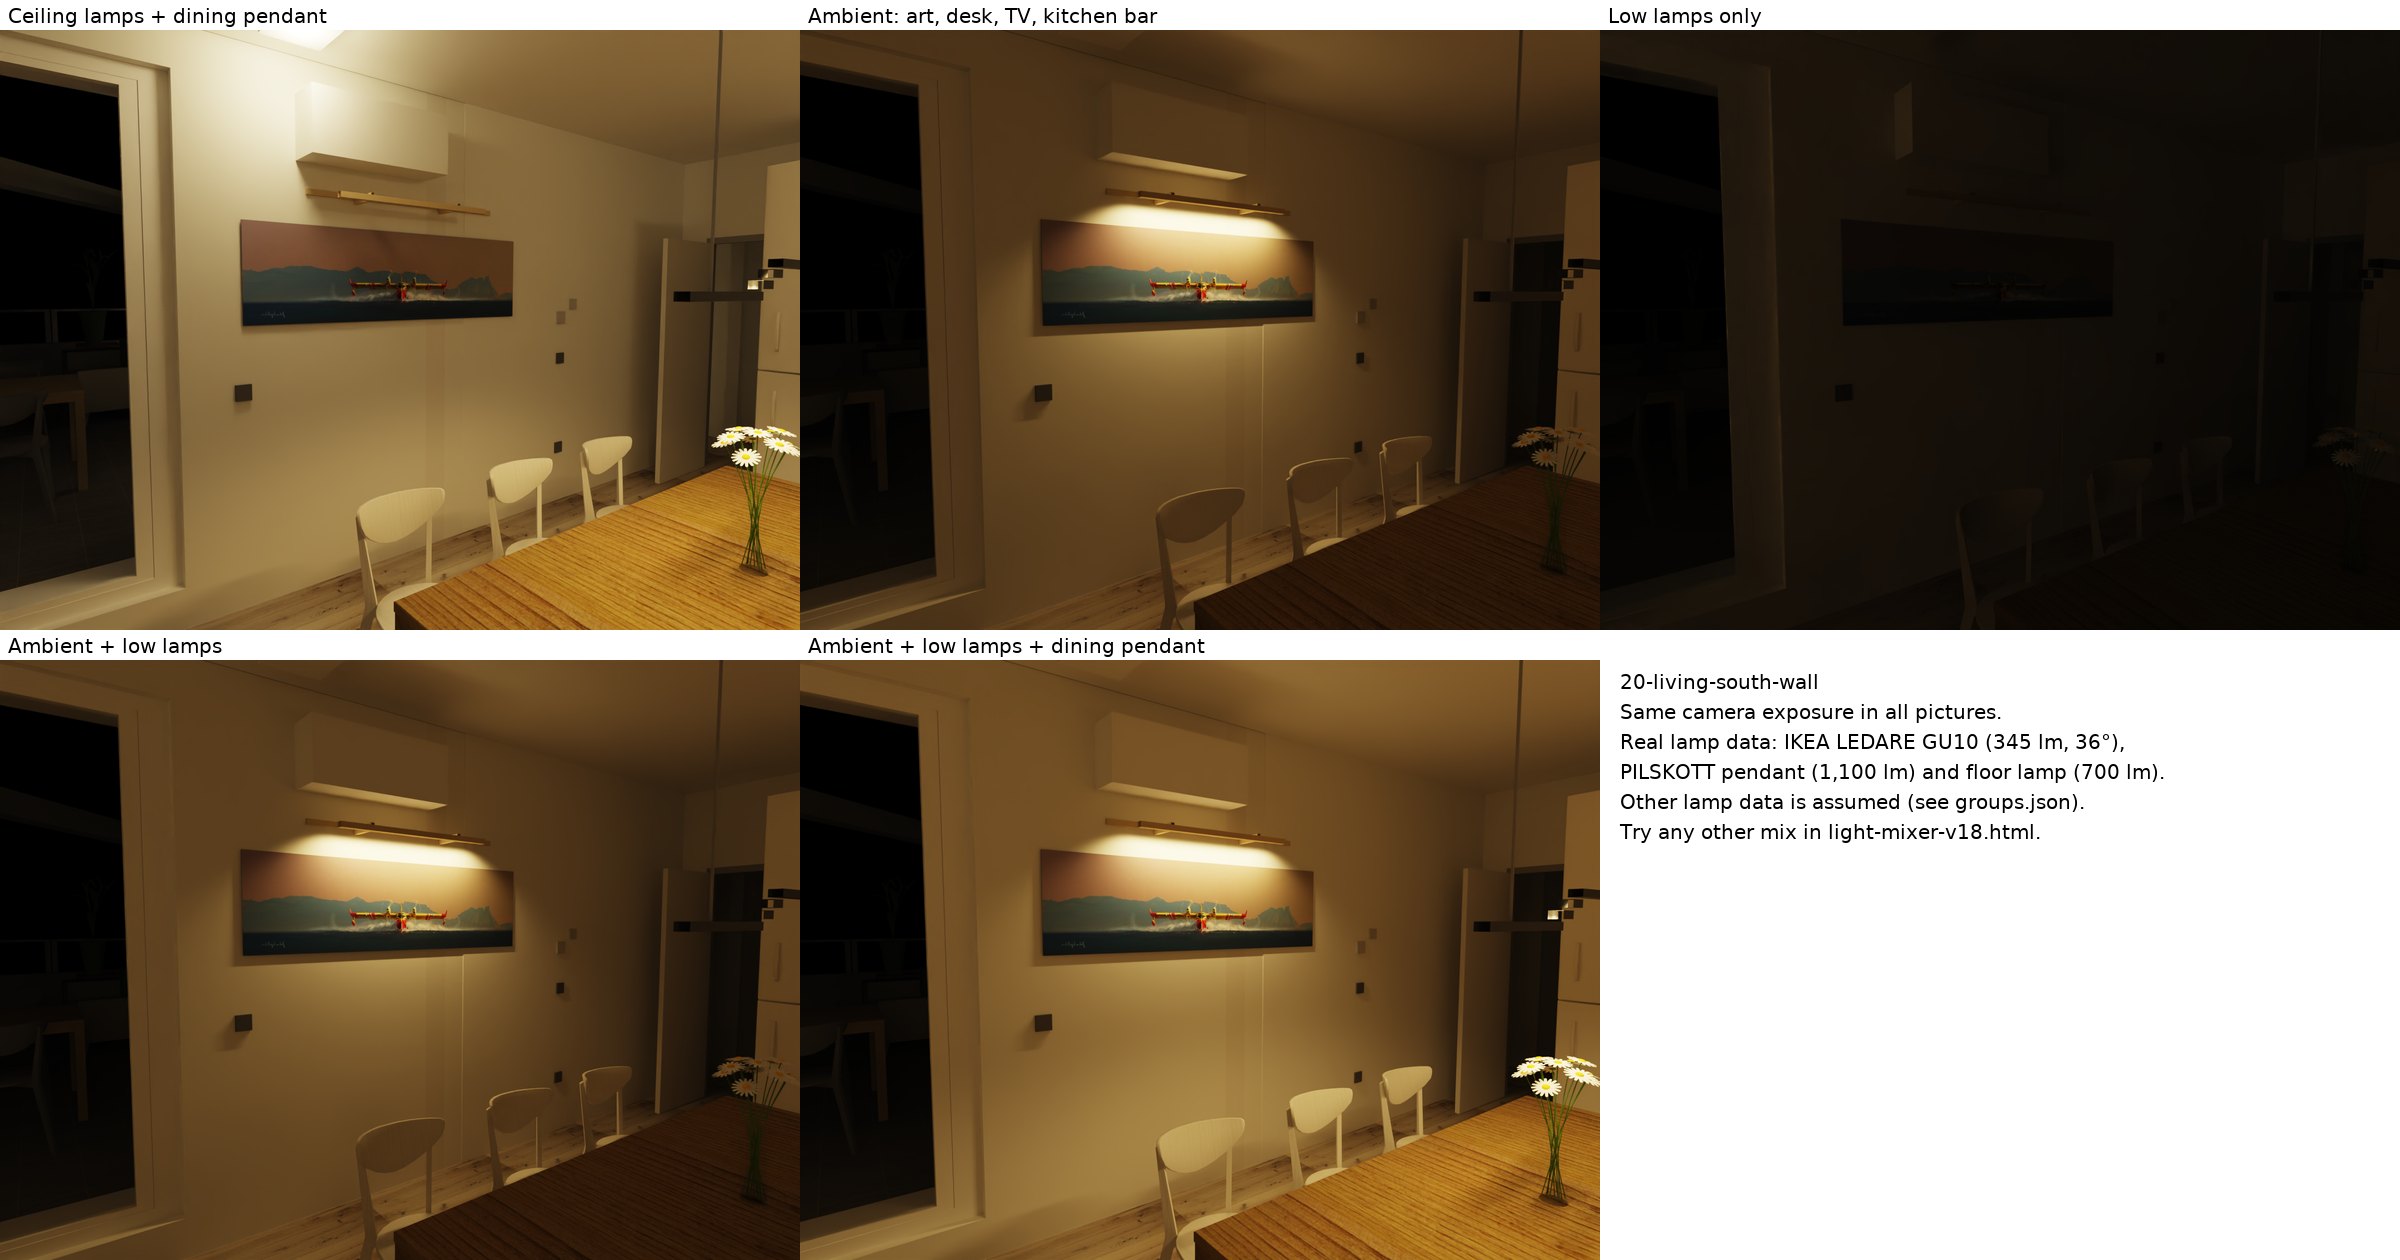 Ceiling lamps + dining pendant
Ambient: art, desk, TV, kitchen bar
Low lamps only
Ambient + low lamps
Ambient + low lamps + dining pendant
20-living-south-wall
Same camera exposure in all pictures.
Real lamp data: IKEA LEDARE GU10 (345 lm, 36°),
PILSKOTT pendant (1,100 lm) and floor lamp (700 lm).
Other lamp data is assumed (see groups.json).
Try any other mix in light-mixer-v18.html.